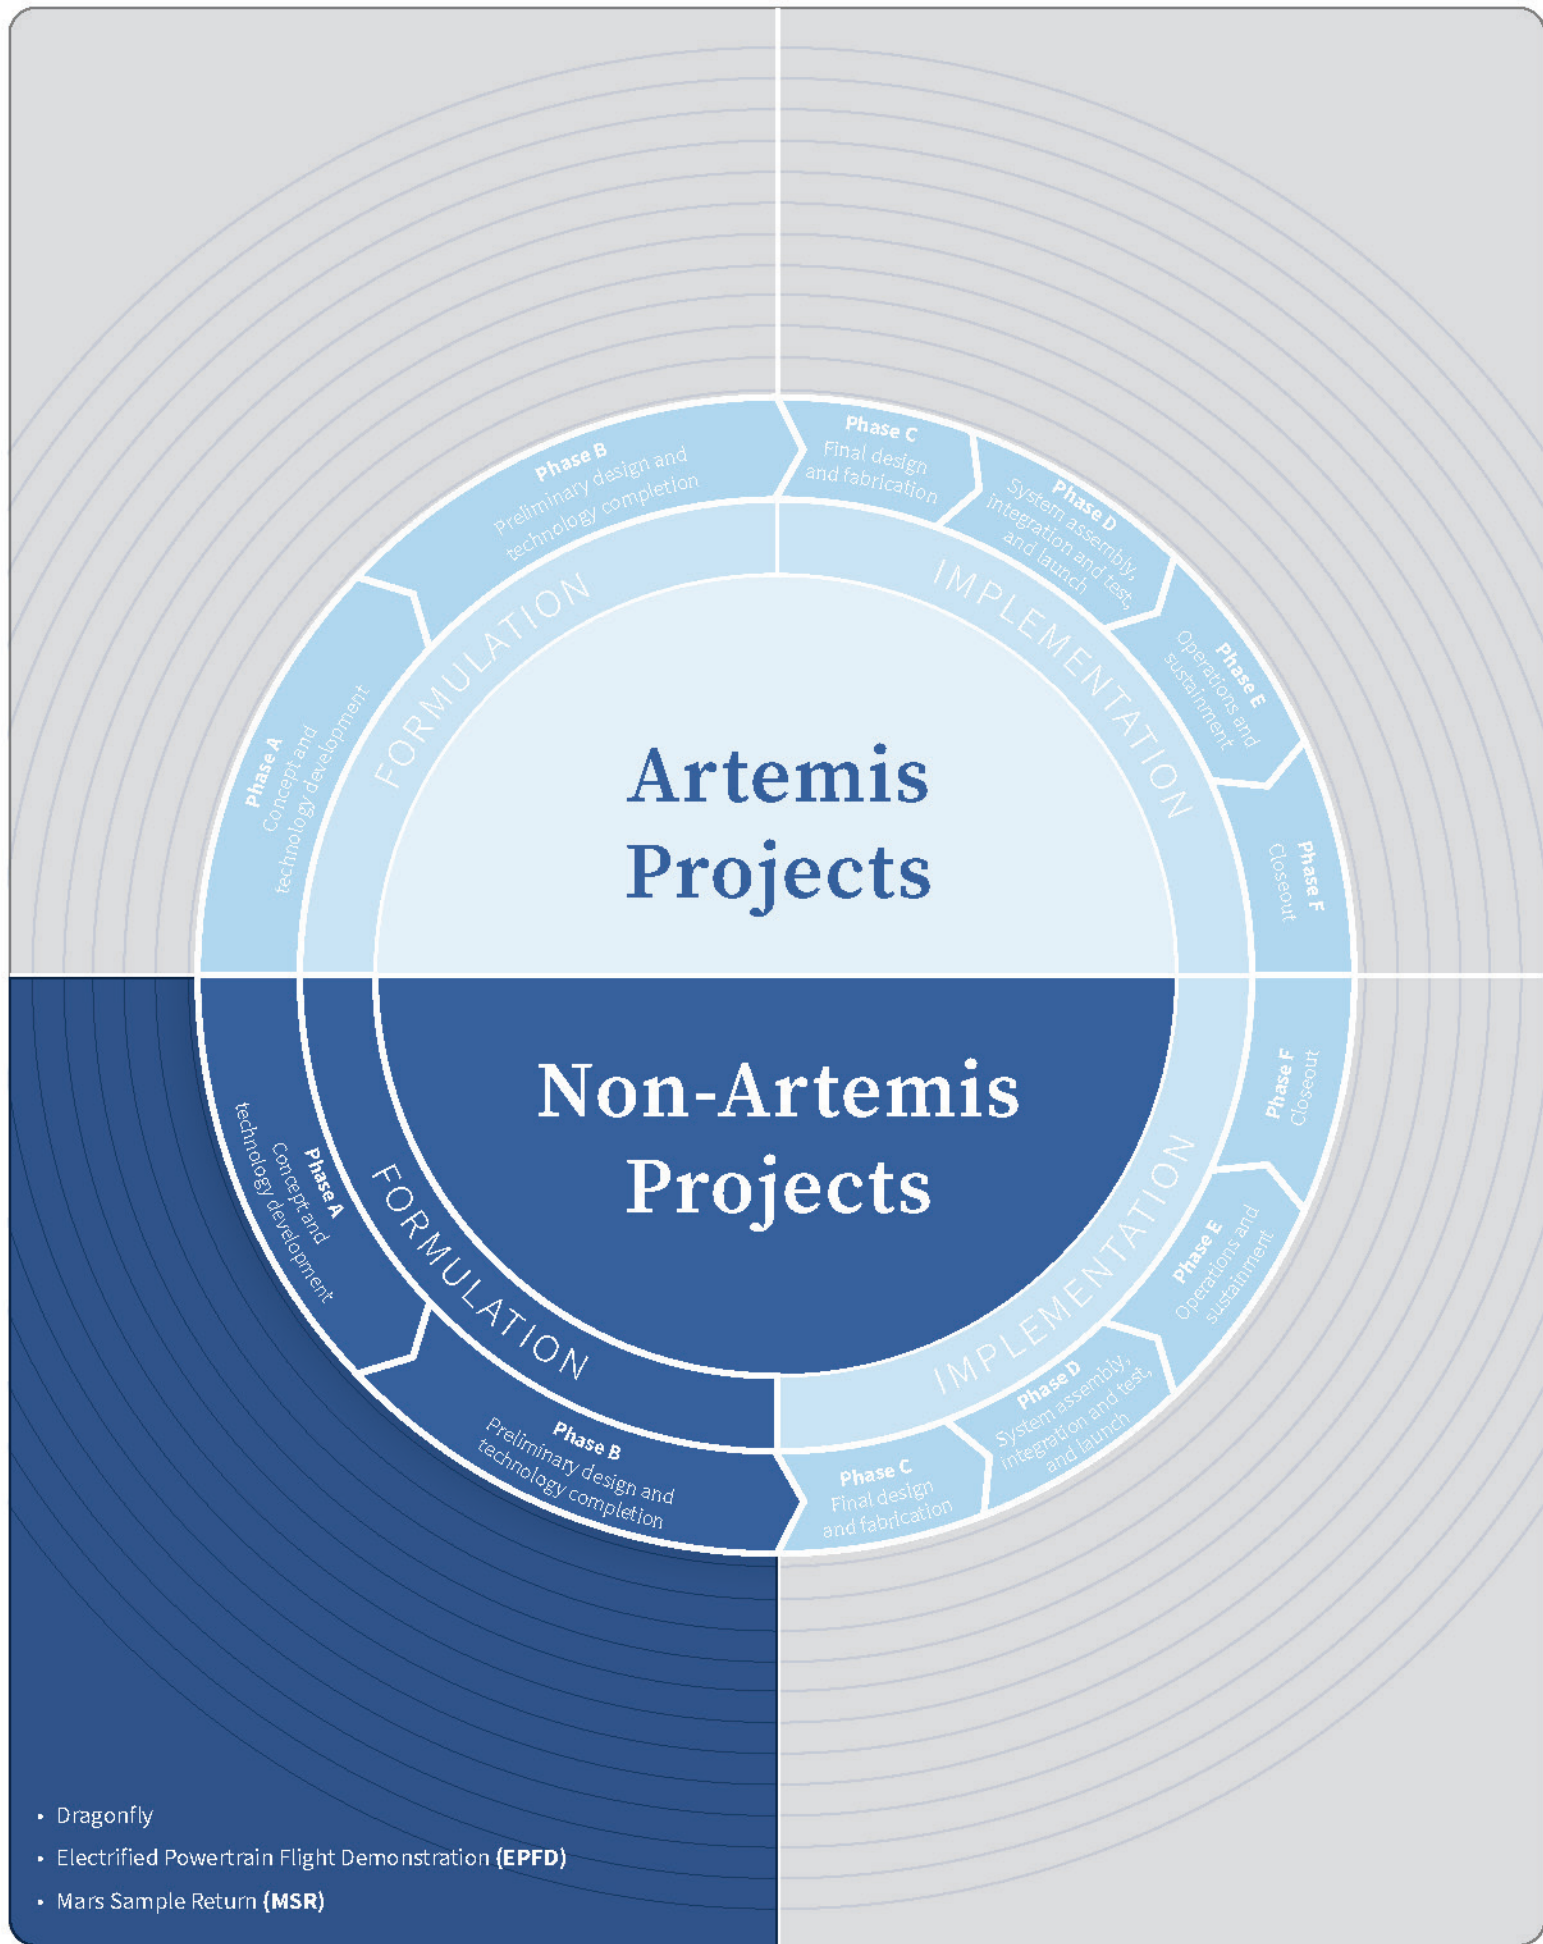 Phase A
Concept and
technology development
Phase B
Preliminary design and
technology completion
Phase C
Final design
and fabrication
Phase D
System assembly,
integration and test,
and launch
Phase E
Operations and
sustainment
Phase F
Closeout
FORMULATION
IMPLEMENTATION
Artemis
Projects
Non-Artemis
Projects
FORMULATION
IMPLEMENTATION
Phase A
Concept and
technology development
Phase B
Preliminary design and
technology completion
Phase C
Final design
and fabrication
Phase D
System assembly,
integration and test,
and launch
Phase E
Operations and
sustainment
Phase F
Closeout
• Dragonfly
• Electrified Powertrain Flight Demonstration (EPFD)
• Mars Sample Return (MSR)